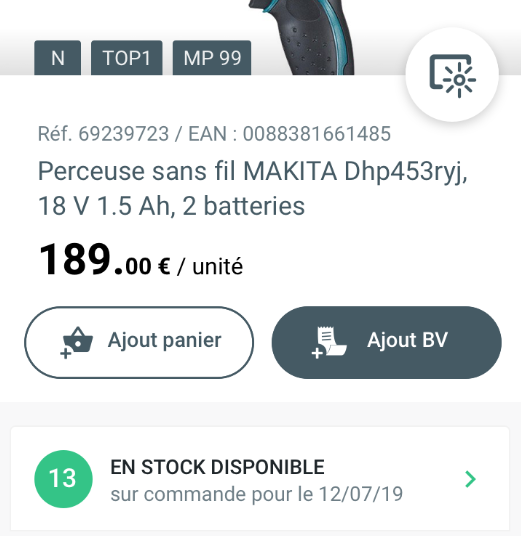 N TOP1 MP 99
Réf. 69239723 / EAN : 0088381661485
Perceuse sans fil MAKITA Dhp453ryj,
18 V 1.5 Ah, 2 batteries
189.00 € / unité
Ajout panier Ajout BV
13 EN STOCK DISPONIBLE
sur commande pour le 12/07/19